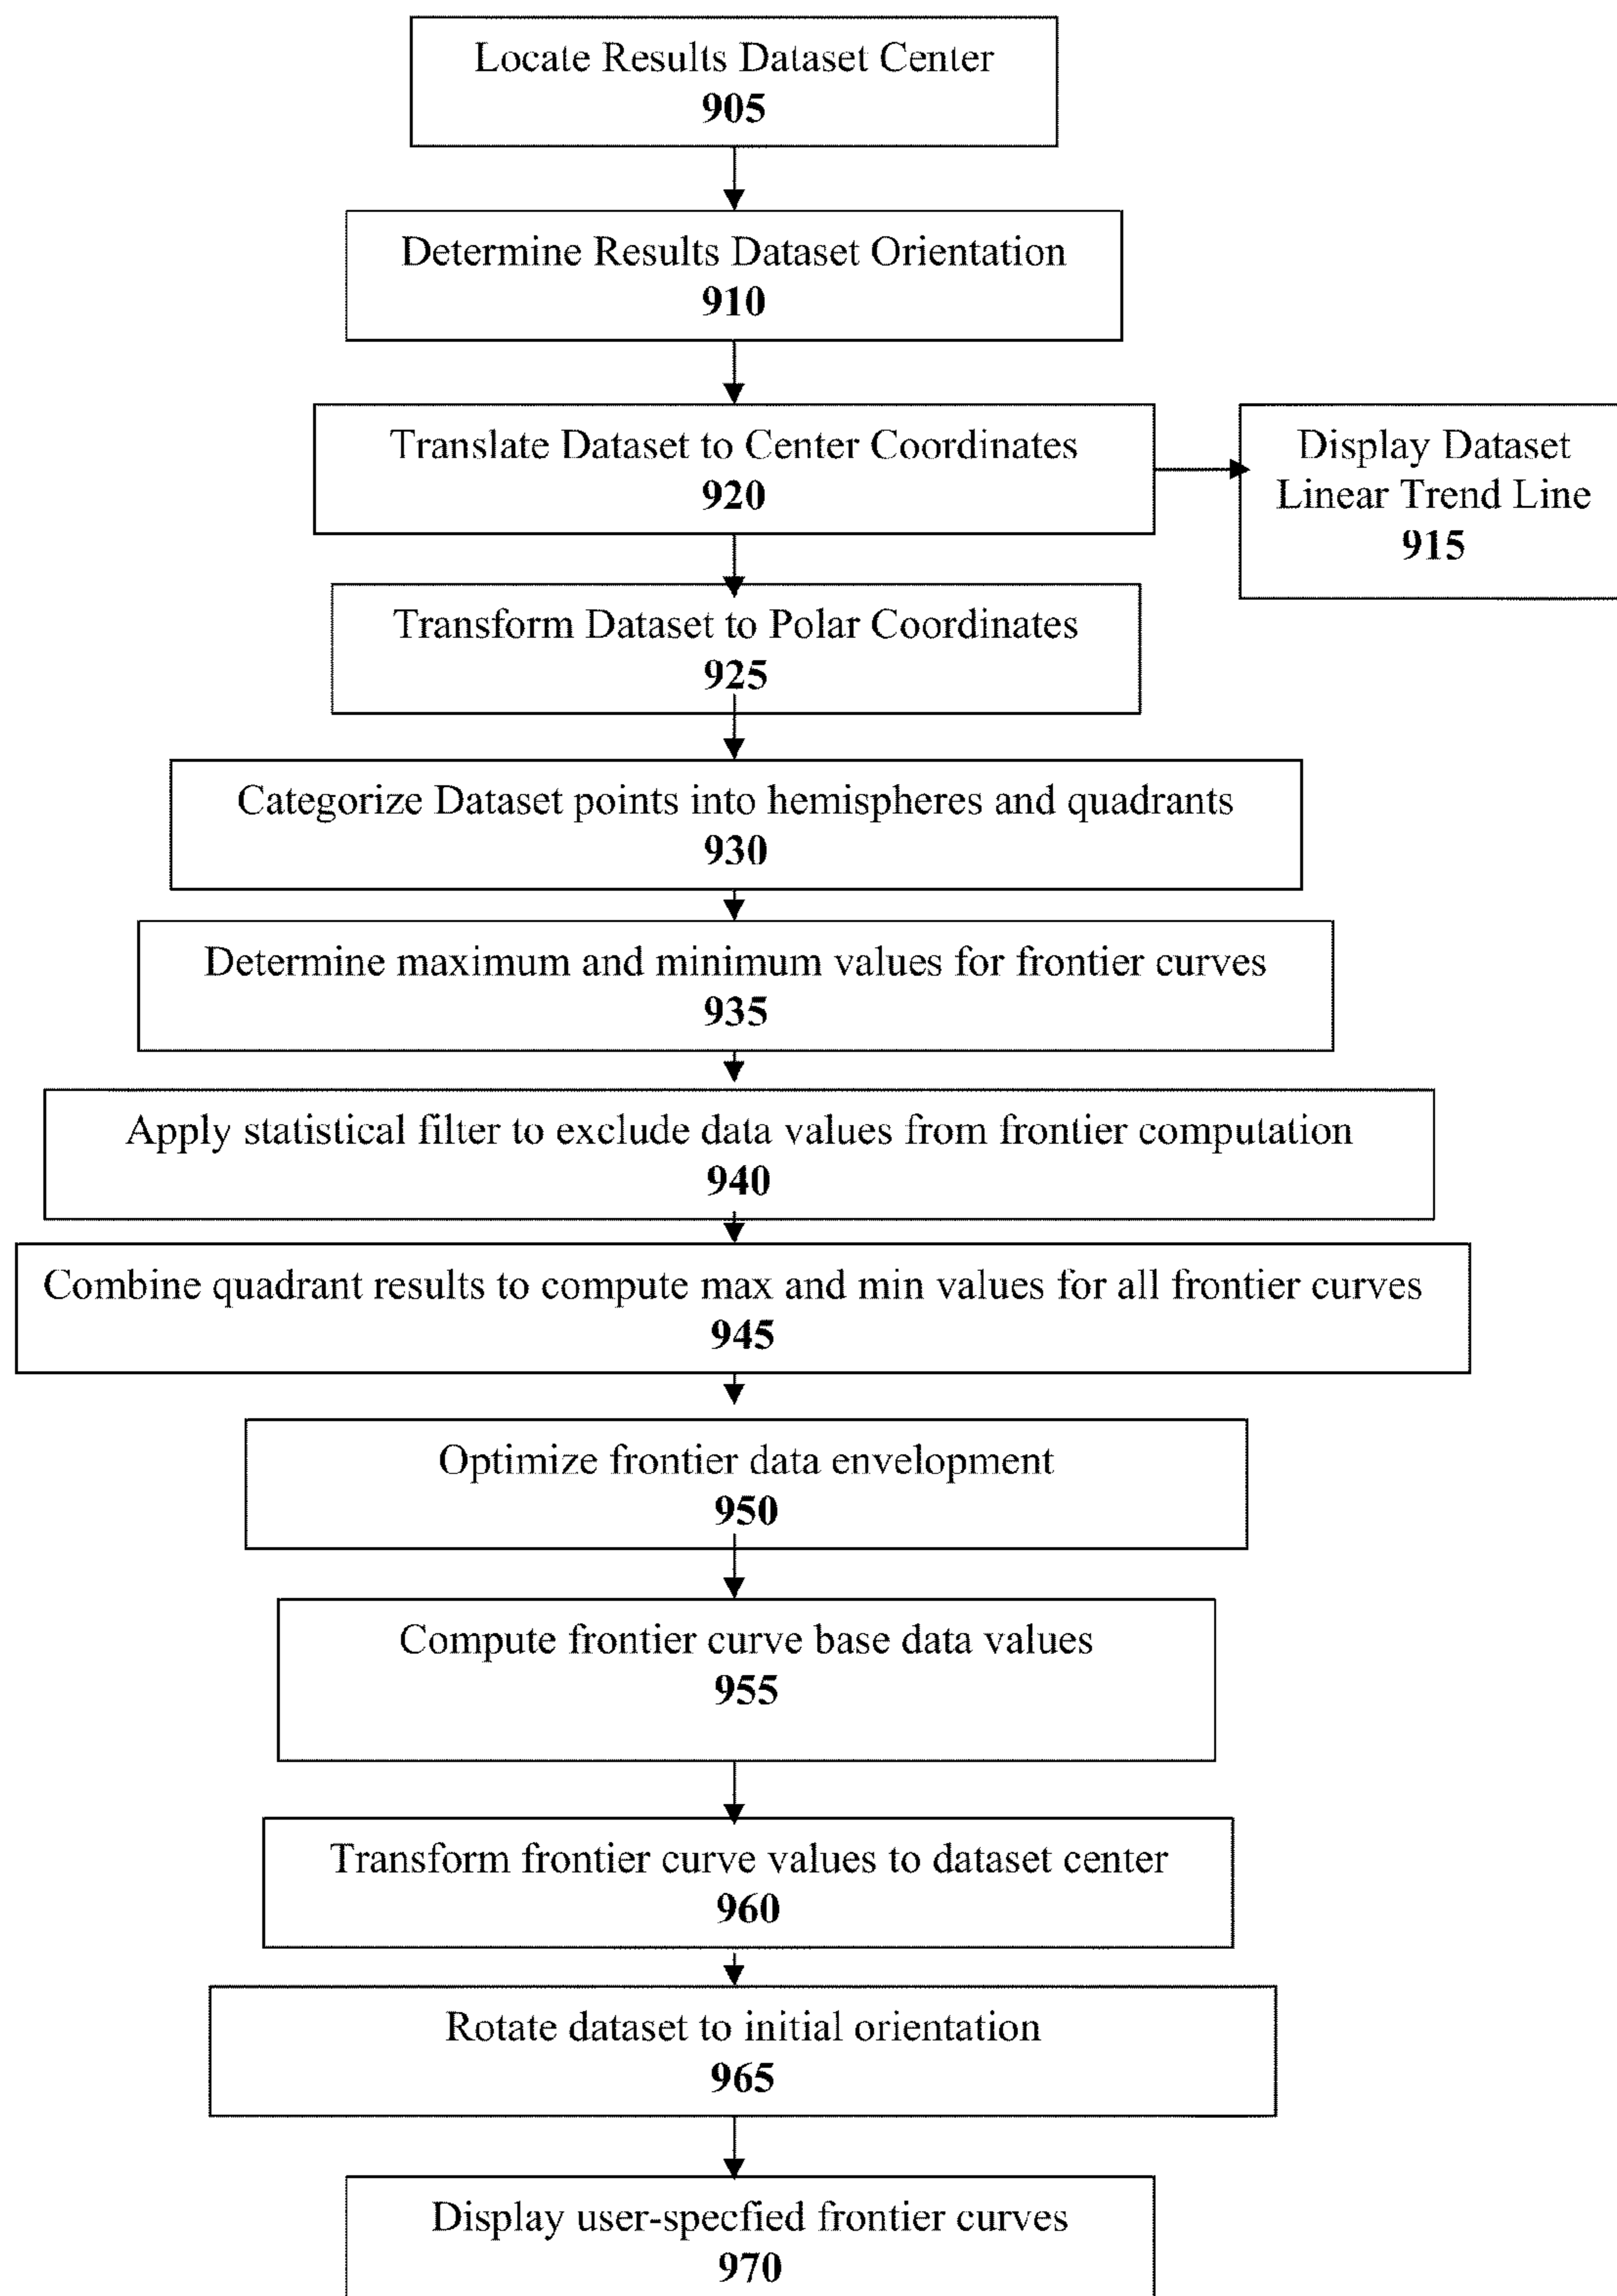 Locate Results Dataset Center
905
Determine Results Dataset Orientation
910
Translate Dataset to Center Coordinates
920
Display Dataset
Linear Trend Line
915
Transform Dataset to Polar Coordinates
925
Categorize Dataset points into hemispheres and quadrants
930
Determine maximum and minimum values for frontier curves
935
Apply statistical filter to exclude data values from frontier computation
940
Combine quadrant results to compute max and min values for all frontier curves
945
Optimize frontier data envelopment
950
Compute frontier curve base data values
955
Transform frontier curve values to dataset center
960
Rotate dataset to initial orientation
965
Display user-specfied frontier curves
970